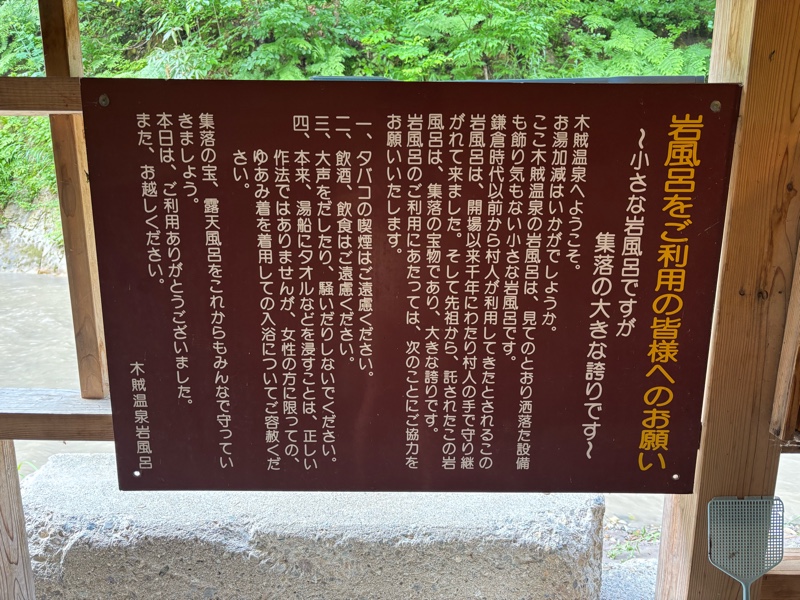 岩風呂をご利用の皆様へのお願い
～小さな岩風呂ですが
集落の大きな誇りです～
木賊温泉へようこそ。
お湯加減はいかがでしょうか。
ここ木賊温泉の岩風呂は、見てのとおり洒落た設備
も飾り気もない小さな岩風呂です。
鎌倉時代以前から村人が利用してきたとされるこの
岩風呂は、開場以来千年にわたり村人の手で守り継
がれて来ました。そして先祖から、託されたこの岩
風呂は、集落の宝物であり、大きな誇りです。
岩風呂のご利用にあたっては、次のことにご協力を
お願いいたします。
一、タバコの喫煙はご遠慮ください。
二、飲酒、飲食はご遠慮ください。
三、大声をだしたり、騒いだりしないでください。
四、本来、湯船にタオルなどを浸すことは、正しい
作法ではありませんが、女性の方に限っての、
ゆあみ着を着用しての入浴についてご容赦くだ
さい。
集落の宝、露天風呂をこれからもみんなで守ってい
きましょう。
本日は、ご利用ありがとうございました。
また、お越しください。
木賊温泉岩風呂